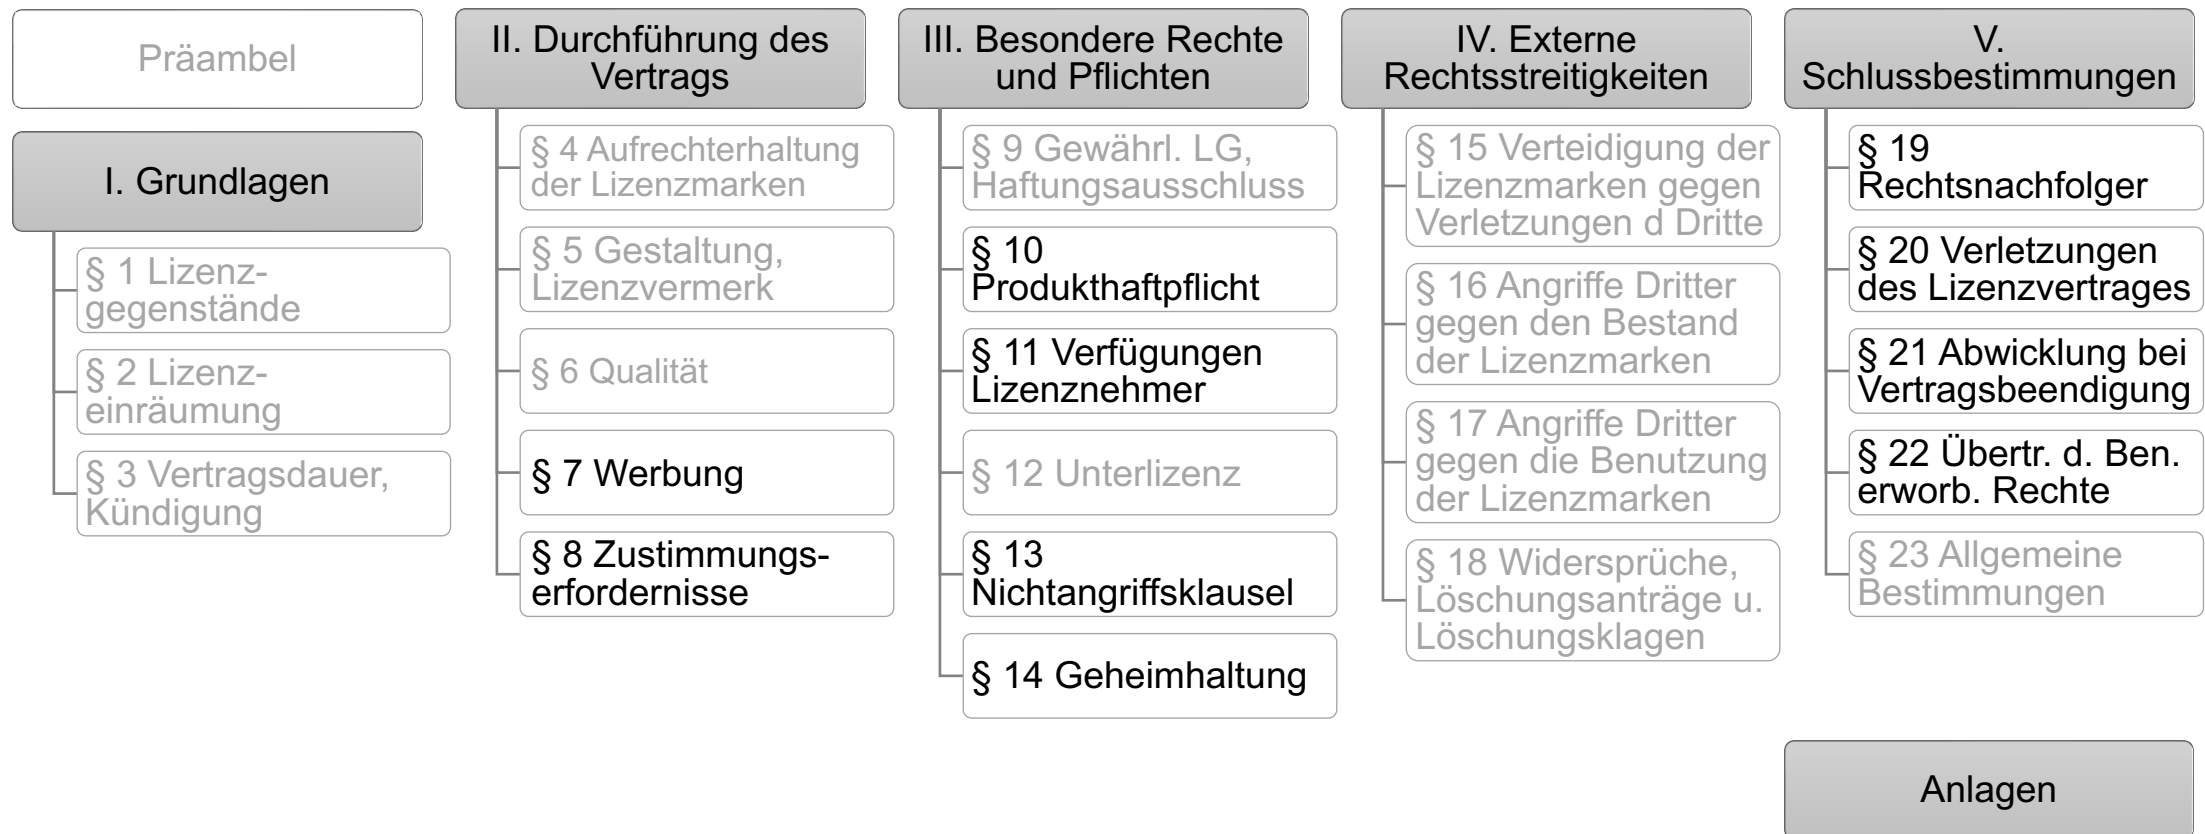 Präambel
I. Grundlagen
§ 1 Lizenz-
gegenstände
§ 2 Lizenz-
einräumung
§ 3 Vertragsdauer,
Kündigung
II. Durchführung des
Vertrags
§ 4 Aufrechterhaltung
der Lizenzmarken
§ 5 Gestaltung,
Lizenzvermerk
§ 6 Qualität
§ 7 Werbung
§ 8 Zustimmungs-
erfordernisse
III. Besondere Rechte
und Pflichten
§ 9 Gewährl. LG,
Haftungsausschluss
§ 10
Produkthaftpflicht
§ 11 Verfügungen
Lizenznehmer
§ 12 Unterlizenz
§ 13
Nichtangriffsklausel
§ 14 Geheimhaltung
IV. Externe
Rechtsstreitigkeiten
§ 15 Verteidigung der
Lizenzmarken gegen
Verletzungen d Dritte
§ 16 Angriffe Dritter
gegen den Bestand
der Lizenzmarken
§ 17 Angriffe Dritter
gegen die Benutzung
der Lizenzmarken
§ 18 Widersprüche,
Löschungsanträge u.
Löschungsklagen
V.
Schlussbestimmungen
§ 19
Rechtsnachfolger
§ 20 Verletzungen
des Lizenzvertrages
§ 21 Abwicklung bei
Vertragsbeendigung
§ 22 Übertr. d. Ben.
erworb. Rechte
§ 23 Allgemeine
Bestimmungen
Anlagen